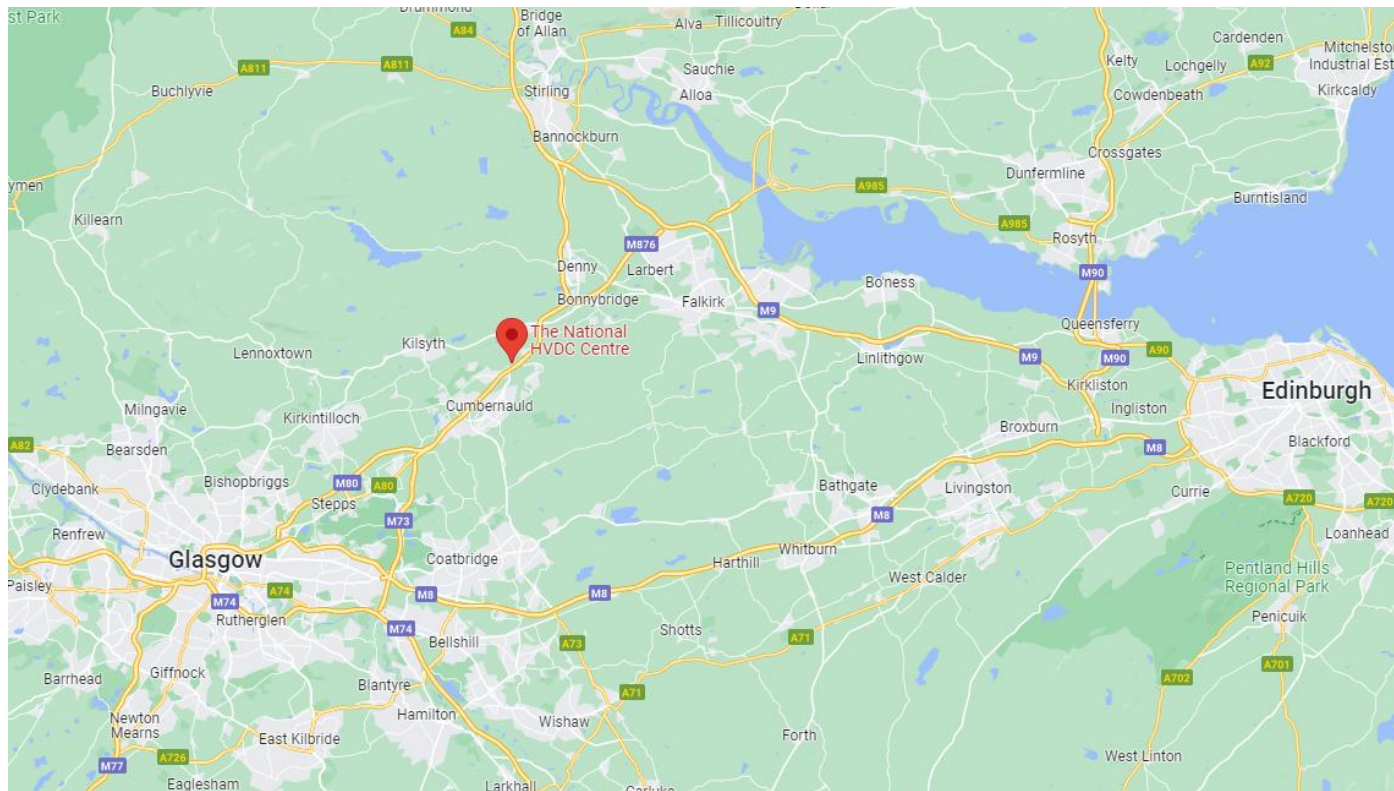 st Park
Drummond
A84
Bridge
of Allan
Alva
Tillicoultry
Cardenden
Kelty
Lochgelly
A92
Mitchelston
Industrial Est
A811
A811
Sauchie
Buchlyvie
Stirling
Alloa
Cowdenbeath
Kirkcaldy
Bannockburn
Crossgates
Dunfermline
ymen
A985
Burntisland
Killearn
A985
Rosyth
M876
Denny
Larbert
M90
Bo'ness
Bonnybridge
Falkirk
M9
Queensferry
The National
HVDC Centre
Kilsyth
Lennoxtown
Linlithgow
M9
M90
A90
Kirkliston
Edinburgh
Milngavie
Kirkintilloch
Cumbernauld
Ingliston
Broxburn
Blackford
A82
Bearsden
M8
Clydebank
Bishopbriggs
M80
A80
Stepps
Bathgate
Livingston
Currie
A720
A720
M8
Renfrew
M73
Loanhead
Glasgow
Coatbridge
Harthill
Whitburn
Paisley
A74
M8
M8
West Calder
Pentland Hills
Regional Park
M74
Rutherglen
M74
Bellshill
A73
Shotts
A71
Penicuik
Giffnock
Barrhead
Blantyre
A71
A702
A701
Newton
Mearns
Hamilton
Wishaw
East Kilbride
Forth
A726
M77
West Linton
Eaglesham
Larkhall
Carluke